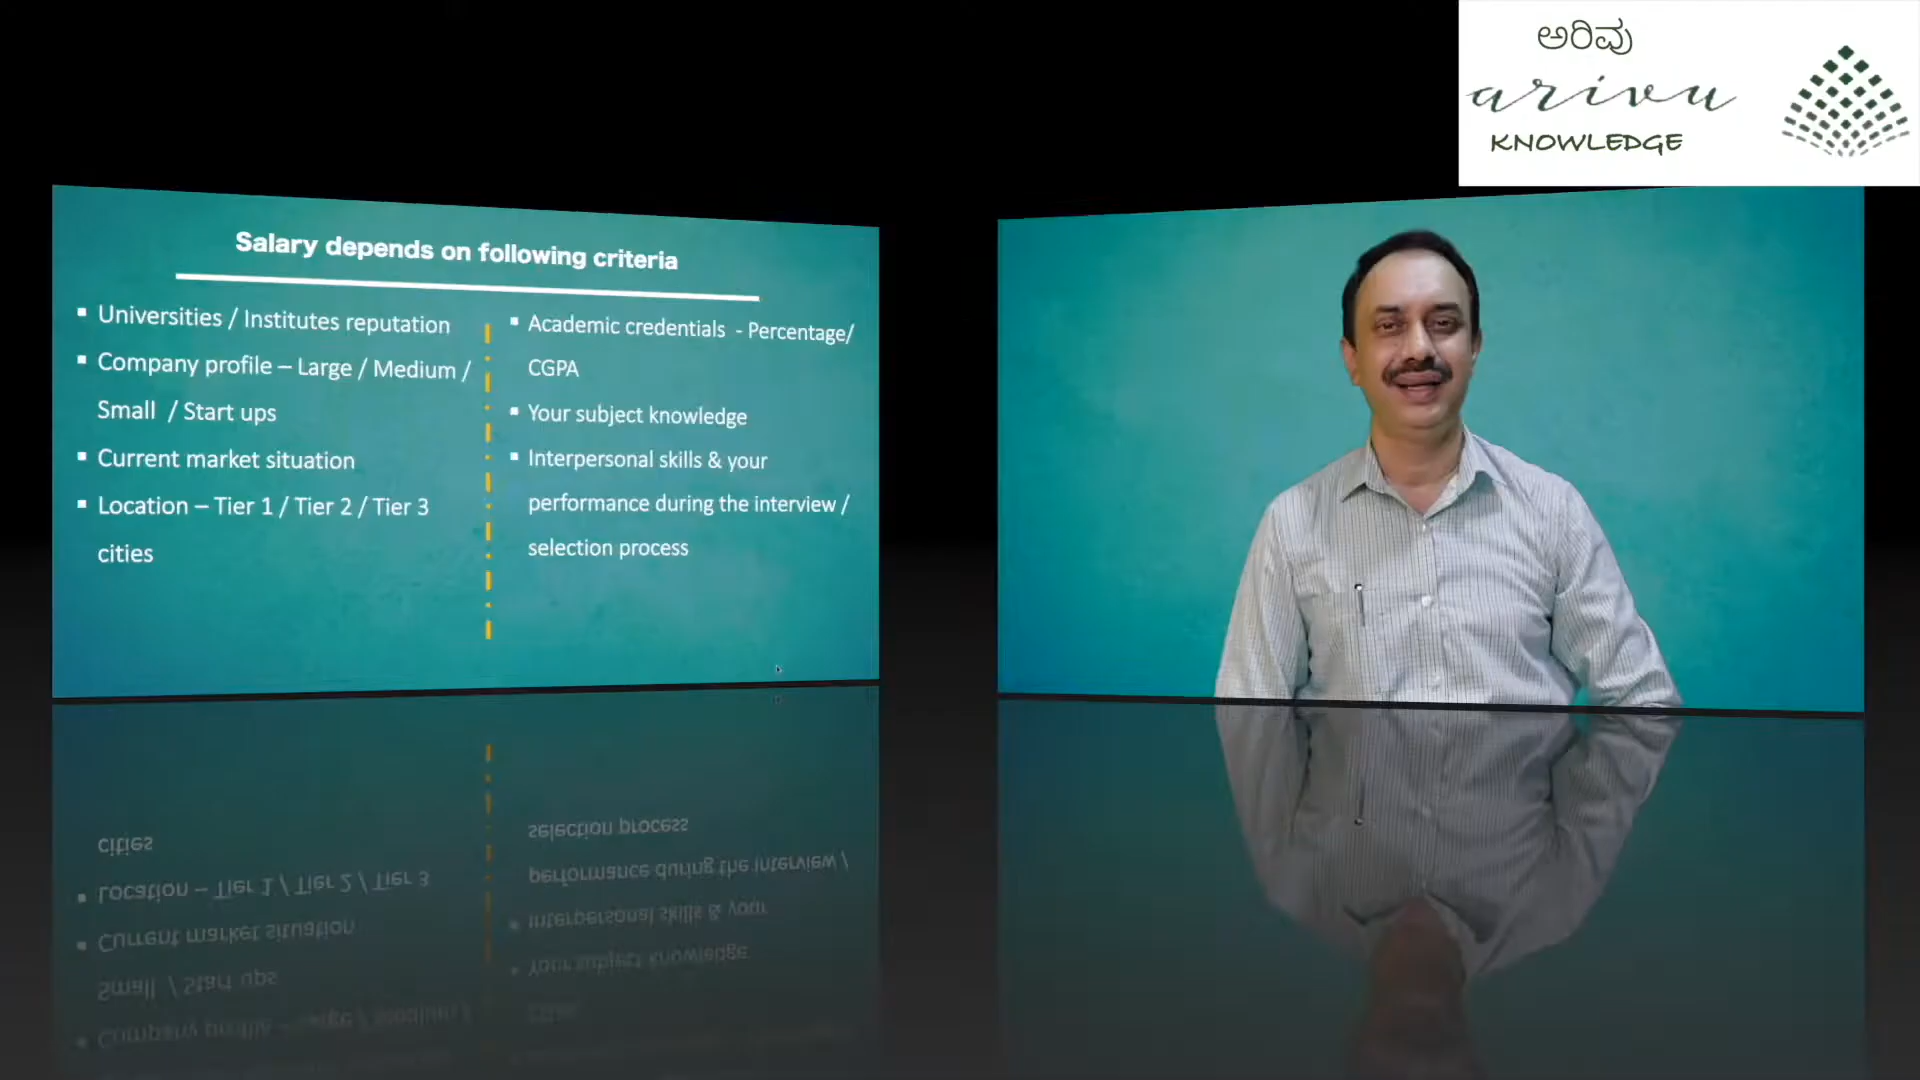 ಅರಿವು
arivu
KNOWLEDGE
Salary depends on following criteria
▪ Universities / Institutes reputation
▪ Company profile – Large / Medium /
Small / Start ups
▪ Current market situation
▪ Location – Tier 1 / Tier 2 / Tier 3
cities
▪ Academic credentials - Percentage/
CGPA
▪ Your subject knowledge
▪ Interpersonal skills & your
performance during the interview /
selection process